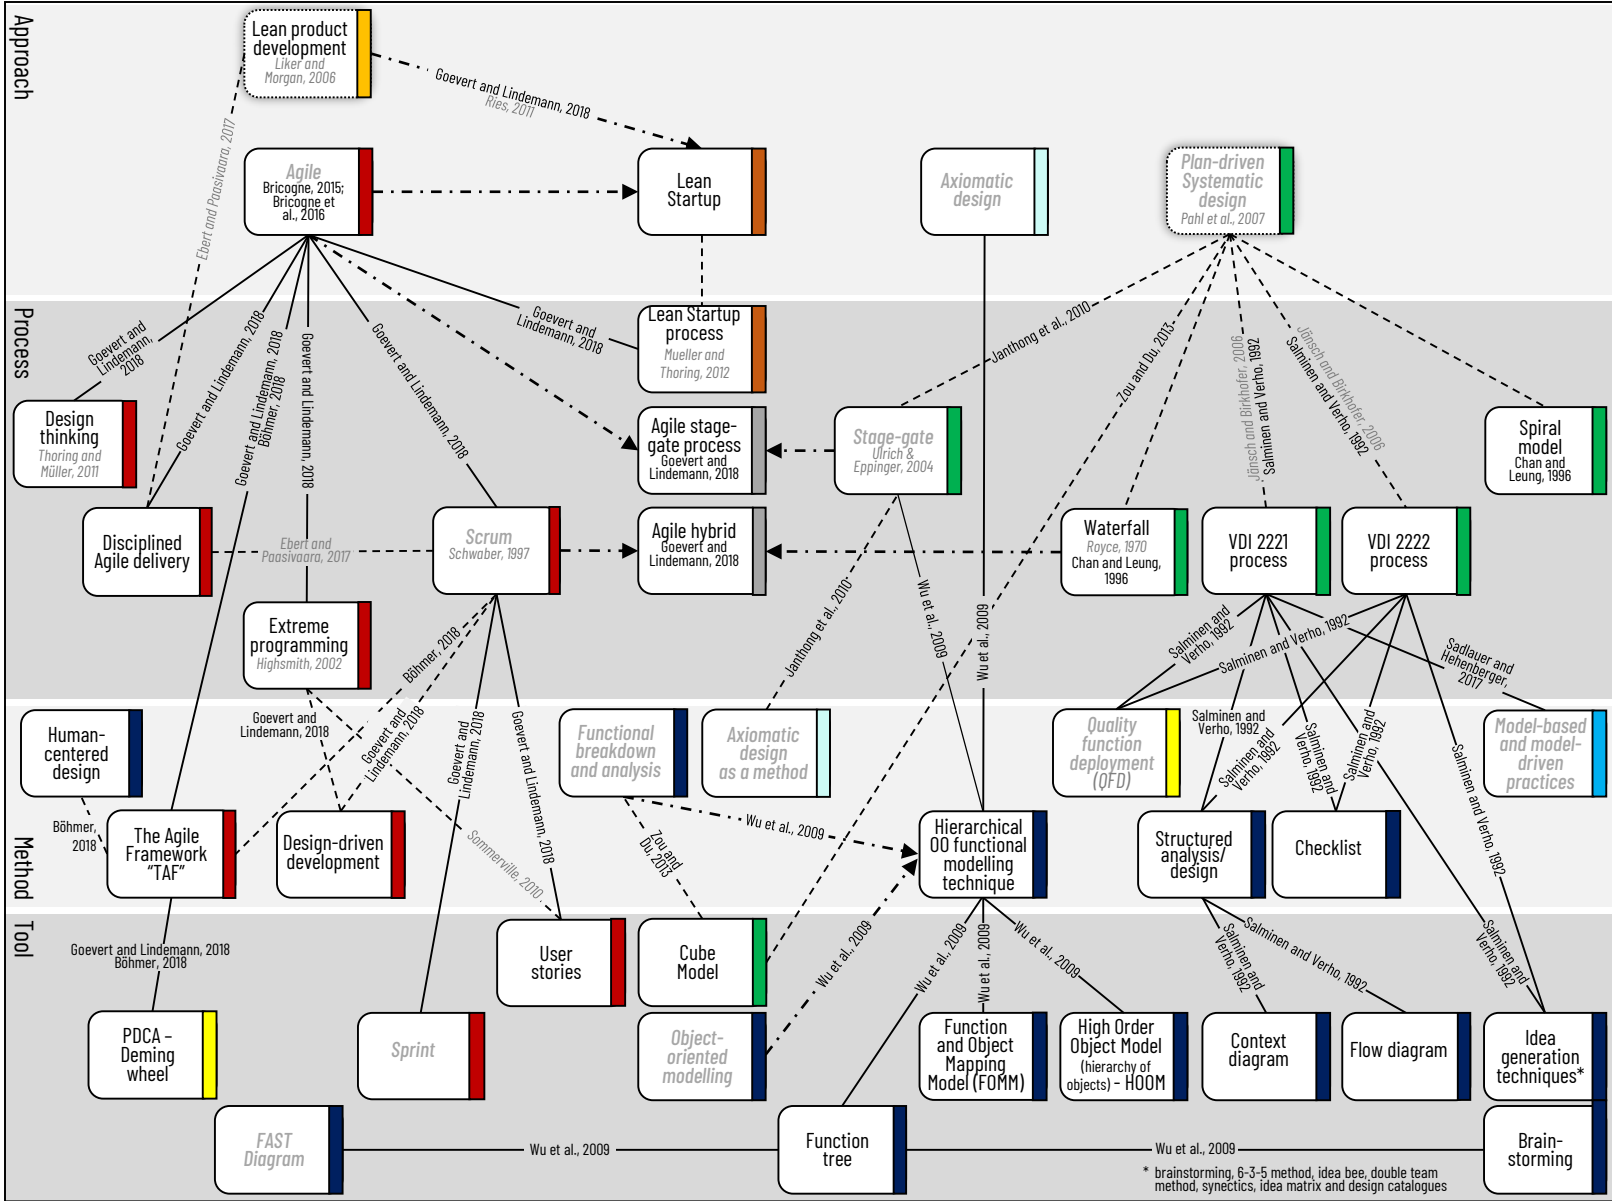 Approach
Lean product
development
Liker and
Morgan, 2006
Goevert and Lindemann, 2018
Ries, 2011
Ebert and Paasivaara, 2017
Agile
Bricogne, 2015;
Bricogne et
al., 2016
Lean
Startup
Axiomatic
design
Plan-driven
Systematic
design
Pahl et al., 2007
Process
Goevert and
Lindemann,
2018
Goevert and Lindemann, 2018
Goevert and Lindemann, 2018
Böhmer, 2018
Goevert and Lindemann, 2018
Goevert and Lindemann, 2018
Goevert and
Lindemann, 2018
Lean Startup
process
Mueller and
Thoring, 2012
Janthong et al., 2010
Zou and Du, 2013
Jänsch and Birkhofer, 2006
Salminen and Verho, 1992
Jänsch and Birkhofer, 2006
Salminen and Verho, 1992
Design
thinking
Thoring and
Müller, 2011
Agile stage-
gate process
Goevert and
Lindemann, 2018
Stage-gate
Ulrich &
Eppinger, 2004
Spiral
model
Chan and
Leung, 1996
Disciplined
Agile delivery
Ebert and
Paasivaara, 2017
Scrum
Schwaber, 1997
Agile hybrid
Goevert and
Lindemann, 2018
Waterfall
Royce, 1970
Chan and Leung,
1996
VDI 2221
process
VDI 2222
process
Extreme
programming
Highsmith, 2002
Böhmer, 2018
Janthong et al., 2010
Wu et al., 2009
Wu et al., 2009
Salminen and
Verho, 1992
Salminen and Verho, 1992
Sadlauer and
Hehenberger,
2017
Method
Human-
centered
design
Goevert and
Lindemann, 2018
Goevert and
Lindemann, 2018
Goevert and
Lindemann, 2018
Goevert and Lindemann, 2018
Functional
breakdown
and analysis
Axiomatic
design
as a method
Quality
function
deployment
(QFD)
Salminen and
Verho, 1992
Salminen and
Verho, 1992
Salminen and
Verho, 1992
Salminen and
Verho, 1992
Salminen and Verho, 1992
Model-based
and model-
driven
practices
Böhmer,
2018
The Agile
Framework
“TAF”
Design-driven
development
Sommerville, 2010
Zou and
Du, 2013
Wu et al., 2009
Hierarchical
OO functional
modelling
technique
Structured
analysis/
design
Checklist
Tool
Goevert and Lindemann, 2018
Böhmer, 2018
User
stories
Cube
Model
Wu et al., 2009
Wu et al., 2009
Wu et al., 2009
Wu et al., 2009
Salminen and
Verho, 1992
Salminen and Verho, 1992
Salminen and
Verho, 1992
PDCA –
Deming
wheel
Sprint
Object-
oriented
modelling
Function
and Object
Mapping
Model (FOMM)
High Order
Object Model
(hierarchy of
objects) - HOOM
Context
diagram
Flow diagram
Idea
generation
techniques*
FAST
Diagram
Wu et al., 2009
Function
tree
Wu et al., 2009
Brain-
storming
* brainstorming, 6-3-5 method, idea bee, double team
method, synectics, idea matrix and design catalogues